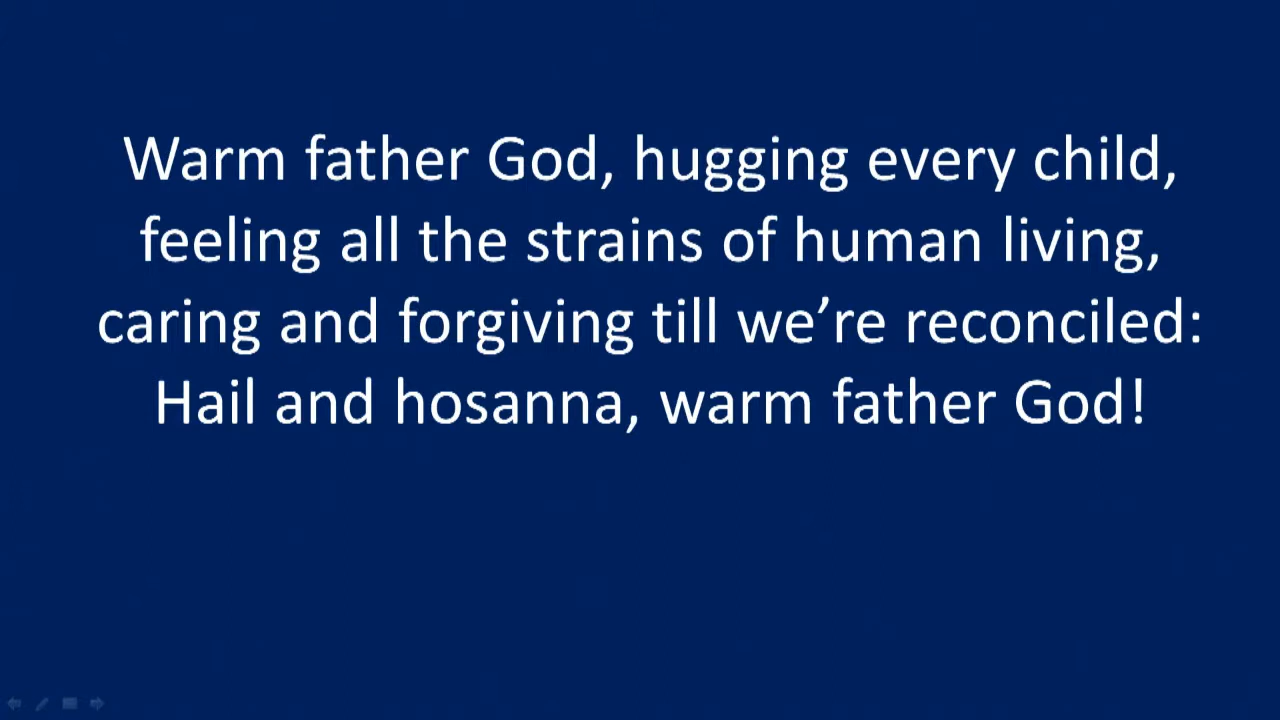 Warm father God, hugging every child,
feeling all the strains of human living,
caring and forgiving till we’re reconciled:
Hail and hosanna, warm father God!